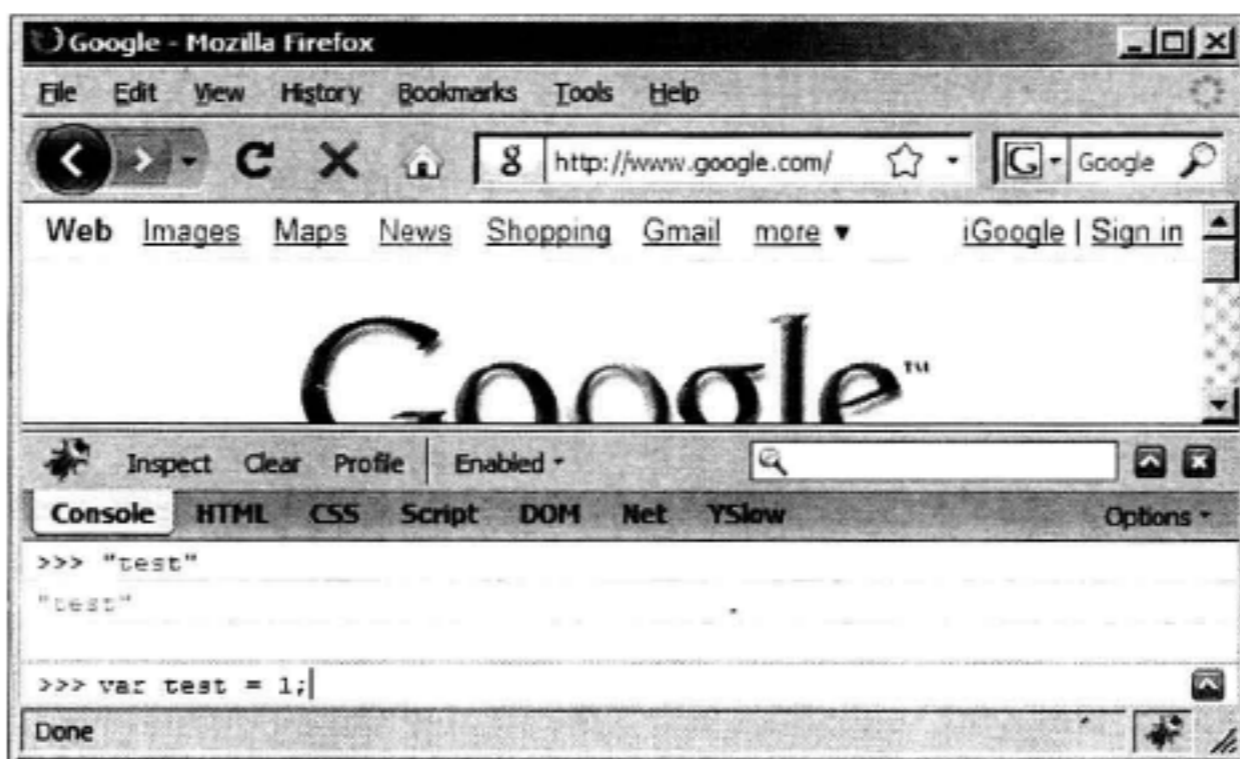 Google - Mozilla Firefox
File Edit View History Bookmarks Tools Help
g http://www.google.com/ G Google
Web Images Maps News Shopping Gmail more ▼ iGoogle | Sign in
Google™
Inspect Clear Profile Enabled
Console HTML CSS Script DOM Net YSlow Options
>>> "test"
"test"
>>> var test = 1;
Done